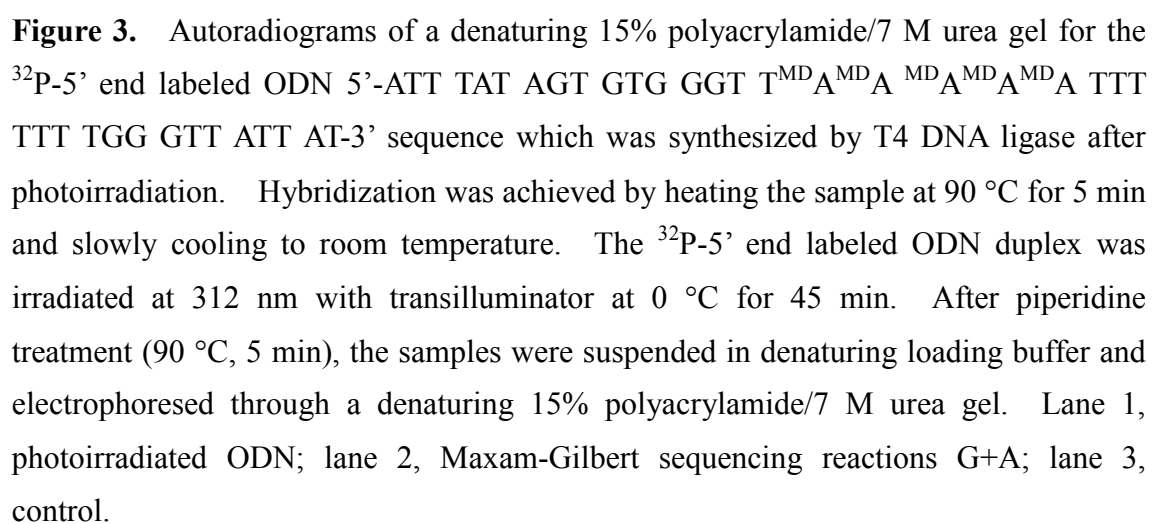 Figure 3. Autoradiograms of a denaturing 15% polyacrylamide/7 M urea gel for the
³²P-5’ end labeled ODN 5’-ATT TAT AGT GTG GGT TᴹᴰAᴹᴰA ᴹᴰAᴹᴰAᴹᴰA TTT
TTT TGG GTT ATT AT-3’ sequence which was synthesized by T4 DNA ligase after
photoirradiation. Hybridization was achieved by heating the sample at 90 °C for 5 min
and slowly cooling to room temperature. The ³²P-5’ end labeled ODN duplex was
irradiated at 312 nm with transilluminator at 0 °C for 45 min. After piperidine
treatment (90 °C, 5 min), the samples were suspended in denaturing loading buffer and
electrophoresed through a denaturing 15% polyacrylamide/7 M urea gel. Lane 1,
photoirradiated ODN; lane 2, Maxam-Gilbert sequencing reactions G+A; lane 3,
control.